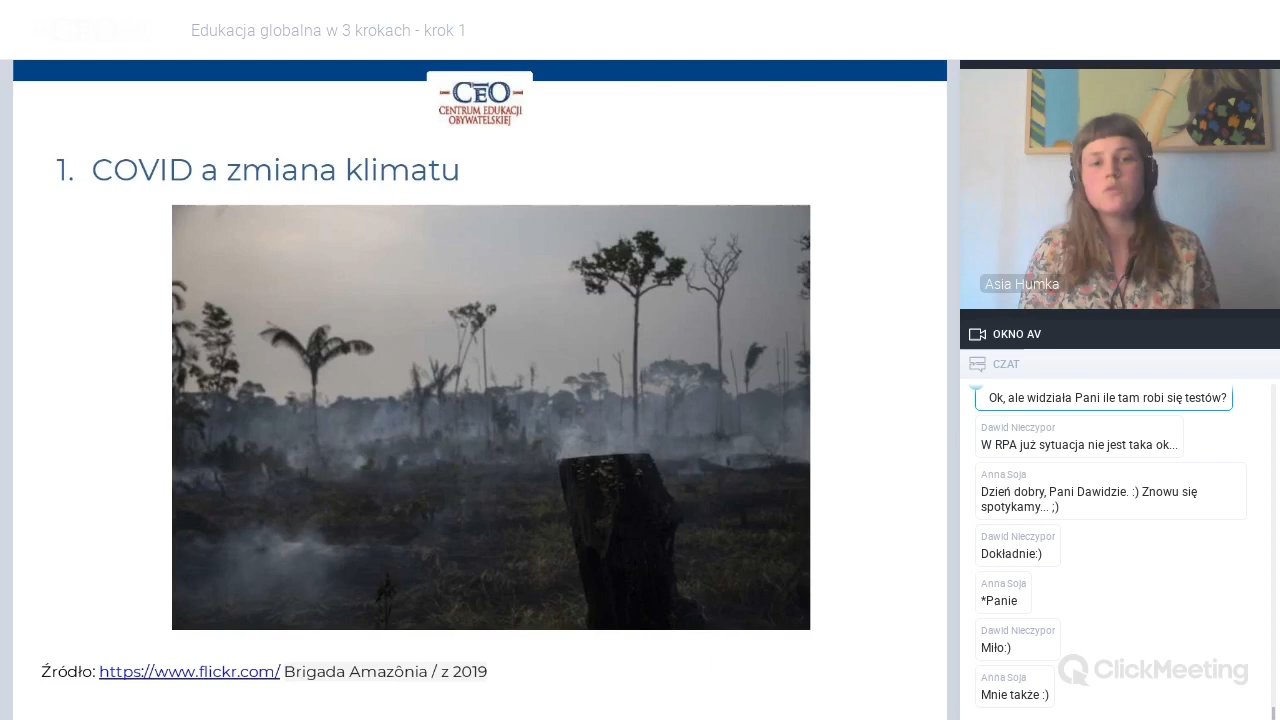 Edukacja globalna w 3 krokach - krok 1
CEO
CENTRUM EDUKACJI
OBYWATELSKIEJ
1. COVID a zmiana klimatu
Źródło: https://www.flickr.com/ Brigada Amazônia / z 2019
Asia Humka
OKNO AV
CZAT
Ok, ale widziała Pani ile tam robi się testów?
Dawid Nieczypor
W RPA już sytuacja nie jest taka ok...
Anna Soja
Dzień dobry, Pani Dawidzie. :) Znowu się
spotykamy... ;)
Dawid Nieczypor
Dokładnie:)
Anna Soja
*Panie
Dawid Nieczypor
Miło:)
Anna Soja
Mnie także :)
ClickMeeting